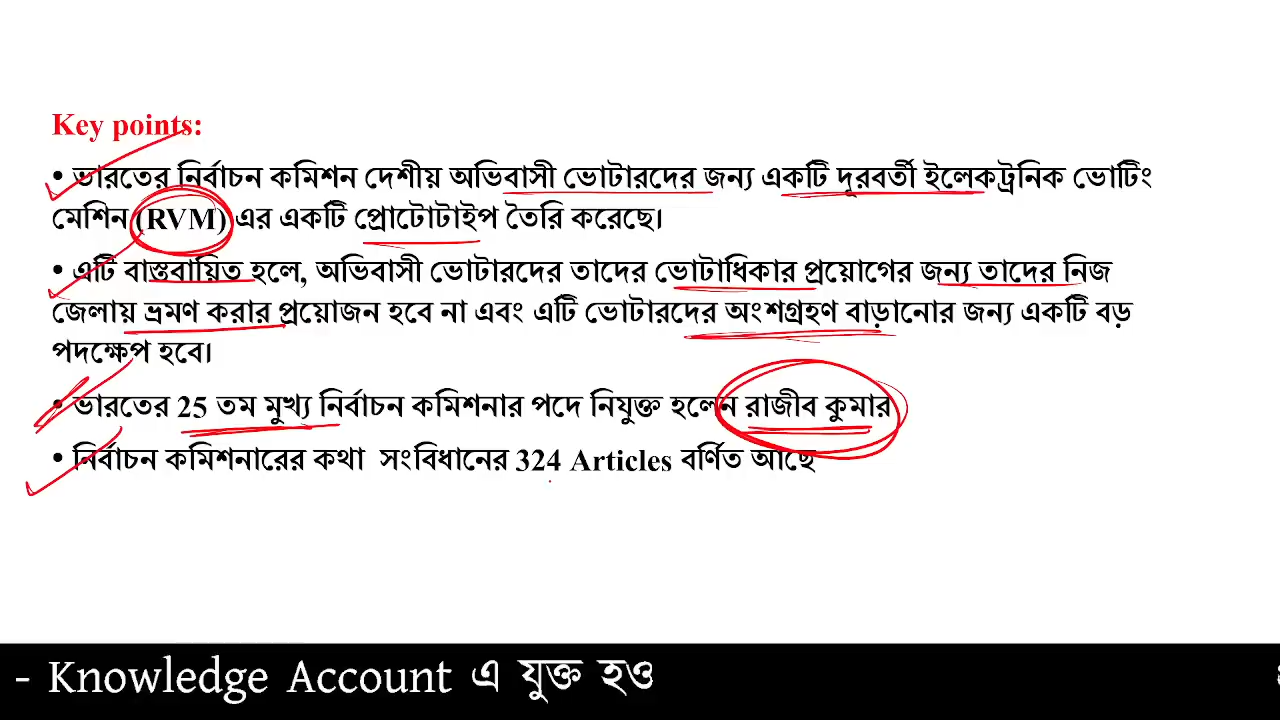 Key points:
• ভারতের নির্বাচন কমিশন দেশীয় অভিবাসী ভোটারদের জন্য একটি দূরবর্তী ইলেকট্রনিক ভোটিং
মেশিন (RVM) এর একটি প্রোটোটাইপ তৈরি করেছে।
• এটি বাস্তবায়িত হলে, অভিবাসী ভোটারদের তাদের ভোটাধিকার প্রয়োগের জন্য তাদের নিজ
জেলায় ভ্রমণ করার প্রয়োজন হবে না এবং এটি ভোটারদের অংশগ্রহণ বাড়ানোর জন্য একটি বড়
পদক্ষেপ হবে।
• ভারতের 25 তম মুখ্য নির্বাচন কমিশনার পদে নিযুক্ত হলেন রাজীব কুমার
• নির্বাচন কমিশনারের কথা সংবিধানের 324 Articles বর্ণিত আছে
- Knowledge Account এ যুক্ত হও